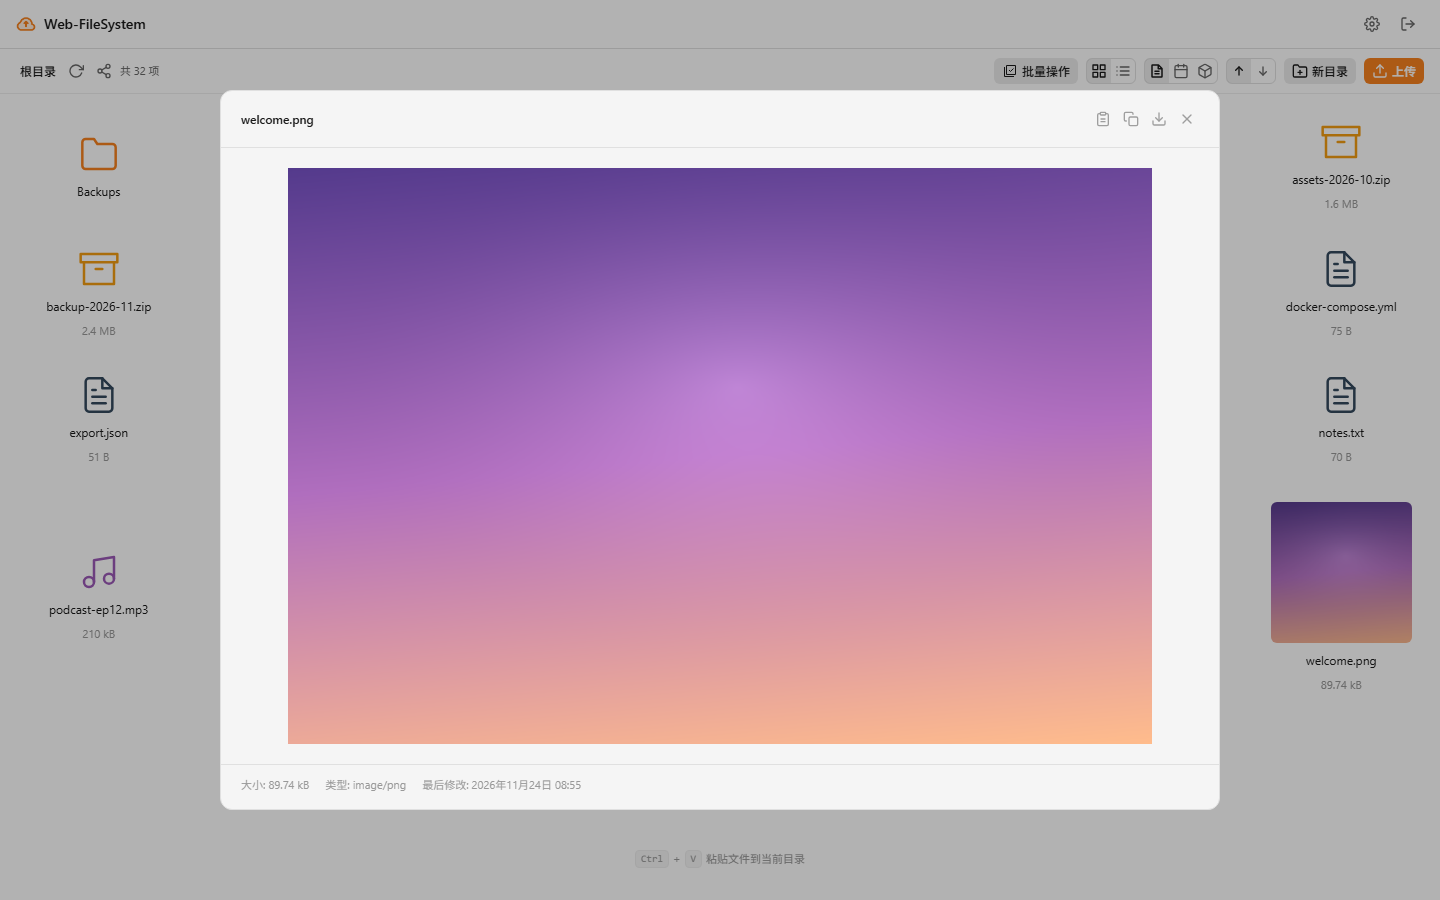 Web-FileSystem
根目录 共 32 项 批量操作 新目录 上传
welcome.png
Backups
assets-2026-10.zip
1.6 MB
backup-2026-11.zip
2.4 MB
docker-compose.yml
75 B
export.json
51 B
notes.txt
70 B
podcast-ep12.mp3
210 kB
welcome.png
89.74 kB
大小: 89.74 kB 类型: image/png 最后修改: 2026年11月24日 08:55
Ctrl + V 粘贴文件到当前目录